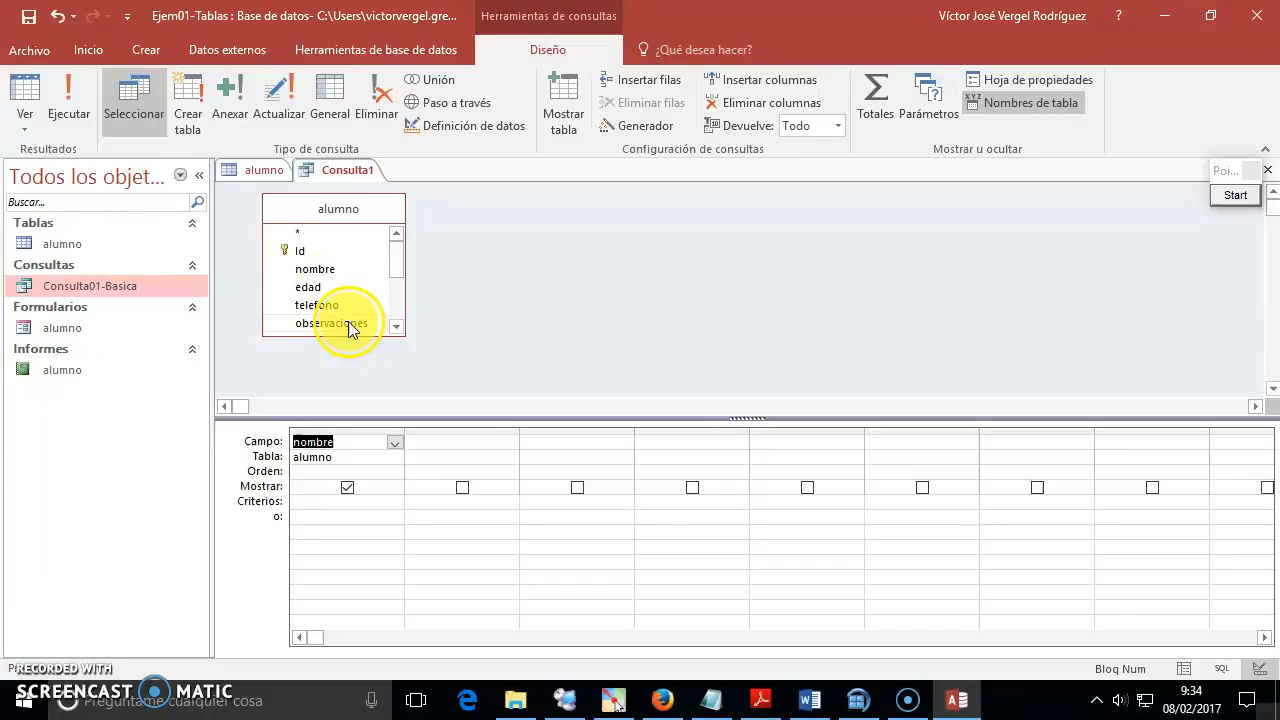 Ejem01-Tablas : Base de datos- C:\Users\victorvergel.gre...
Herramientas de consultas
Víctor José Vergel Rodríguez
?
Archivo
Inicio
Crear
Datos externos
Herramientas de base de datos
Diseño
¿Qué desea hacer?
Ver
Ejecutar
Resultados
Seleccionar
Crear tabla
Anexar
Actualizar
General
Eliminar
Unión
Paso a través
Definición de datos
Tipo de consulta
Mostrar tabla
Insertar filas
Eliminar filas
Generador
Insertar columnas
Eliminar columnas
Devuelve: Todo
Configuración de consultas
Totales
Parámetros
XYZ
Hoja de propiedades
Nombres de tabla
Mostrar u ocultar
Todos los objet...
Buscar...
Tablas
alumno
Consultas
Consulta01-Basica
Formularios
alumno
Informes
alumno
alumno
Consulta1
Poi...
Start
alumno
*
Id
nombre
edad
telefono
observaciones
Campo: nombre
Tabla: alumno
Orden:
Mostrar:
Criterios:
o:
Bloq Num
SQL
RECORDED WITH
SCREENCAST MATIC
Pregúntame cualquier cosa
9:34
08/02/2017